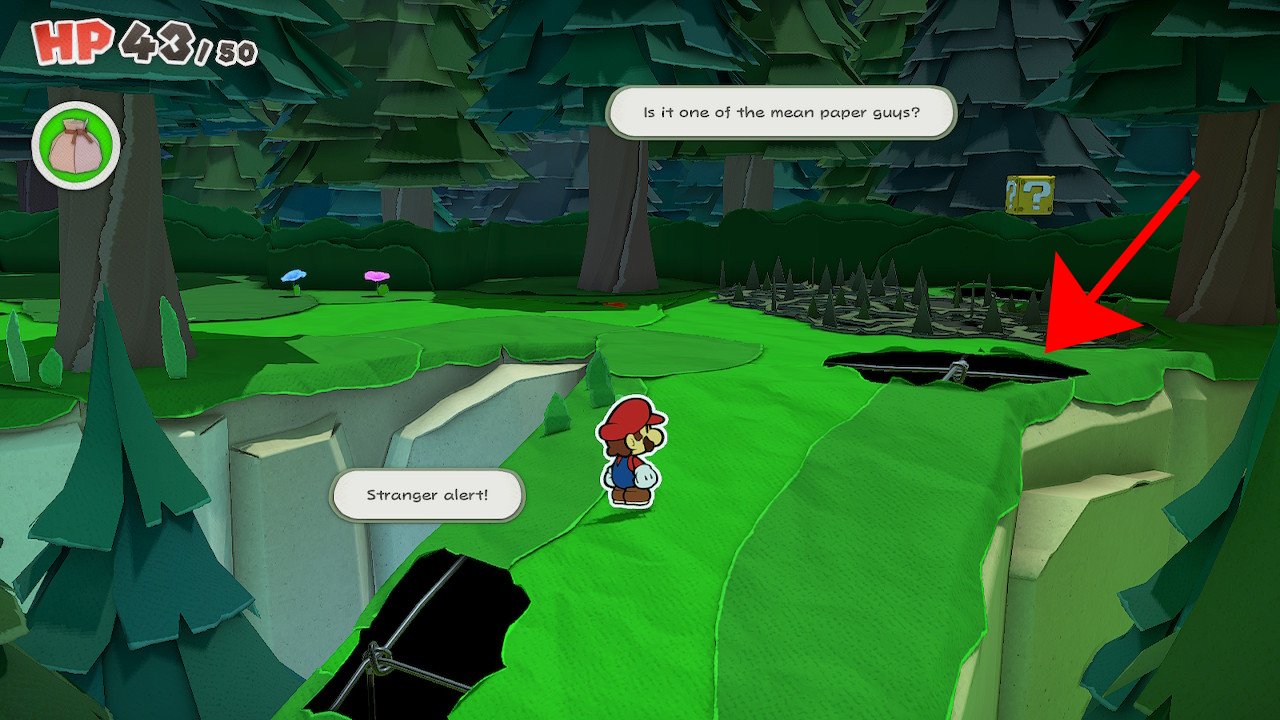 HP 43/50
Is it one of the mean paper guys?
?
?
Stranger alert!